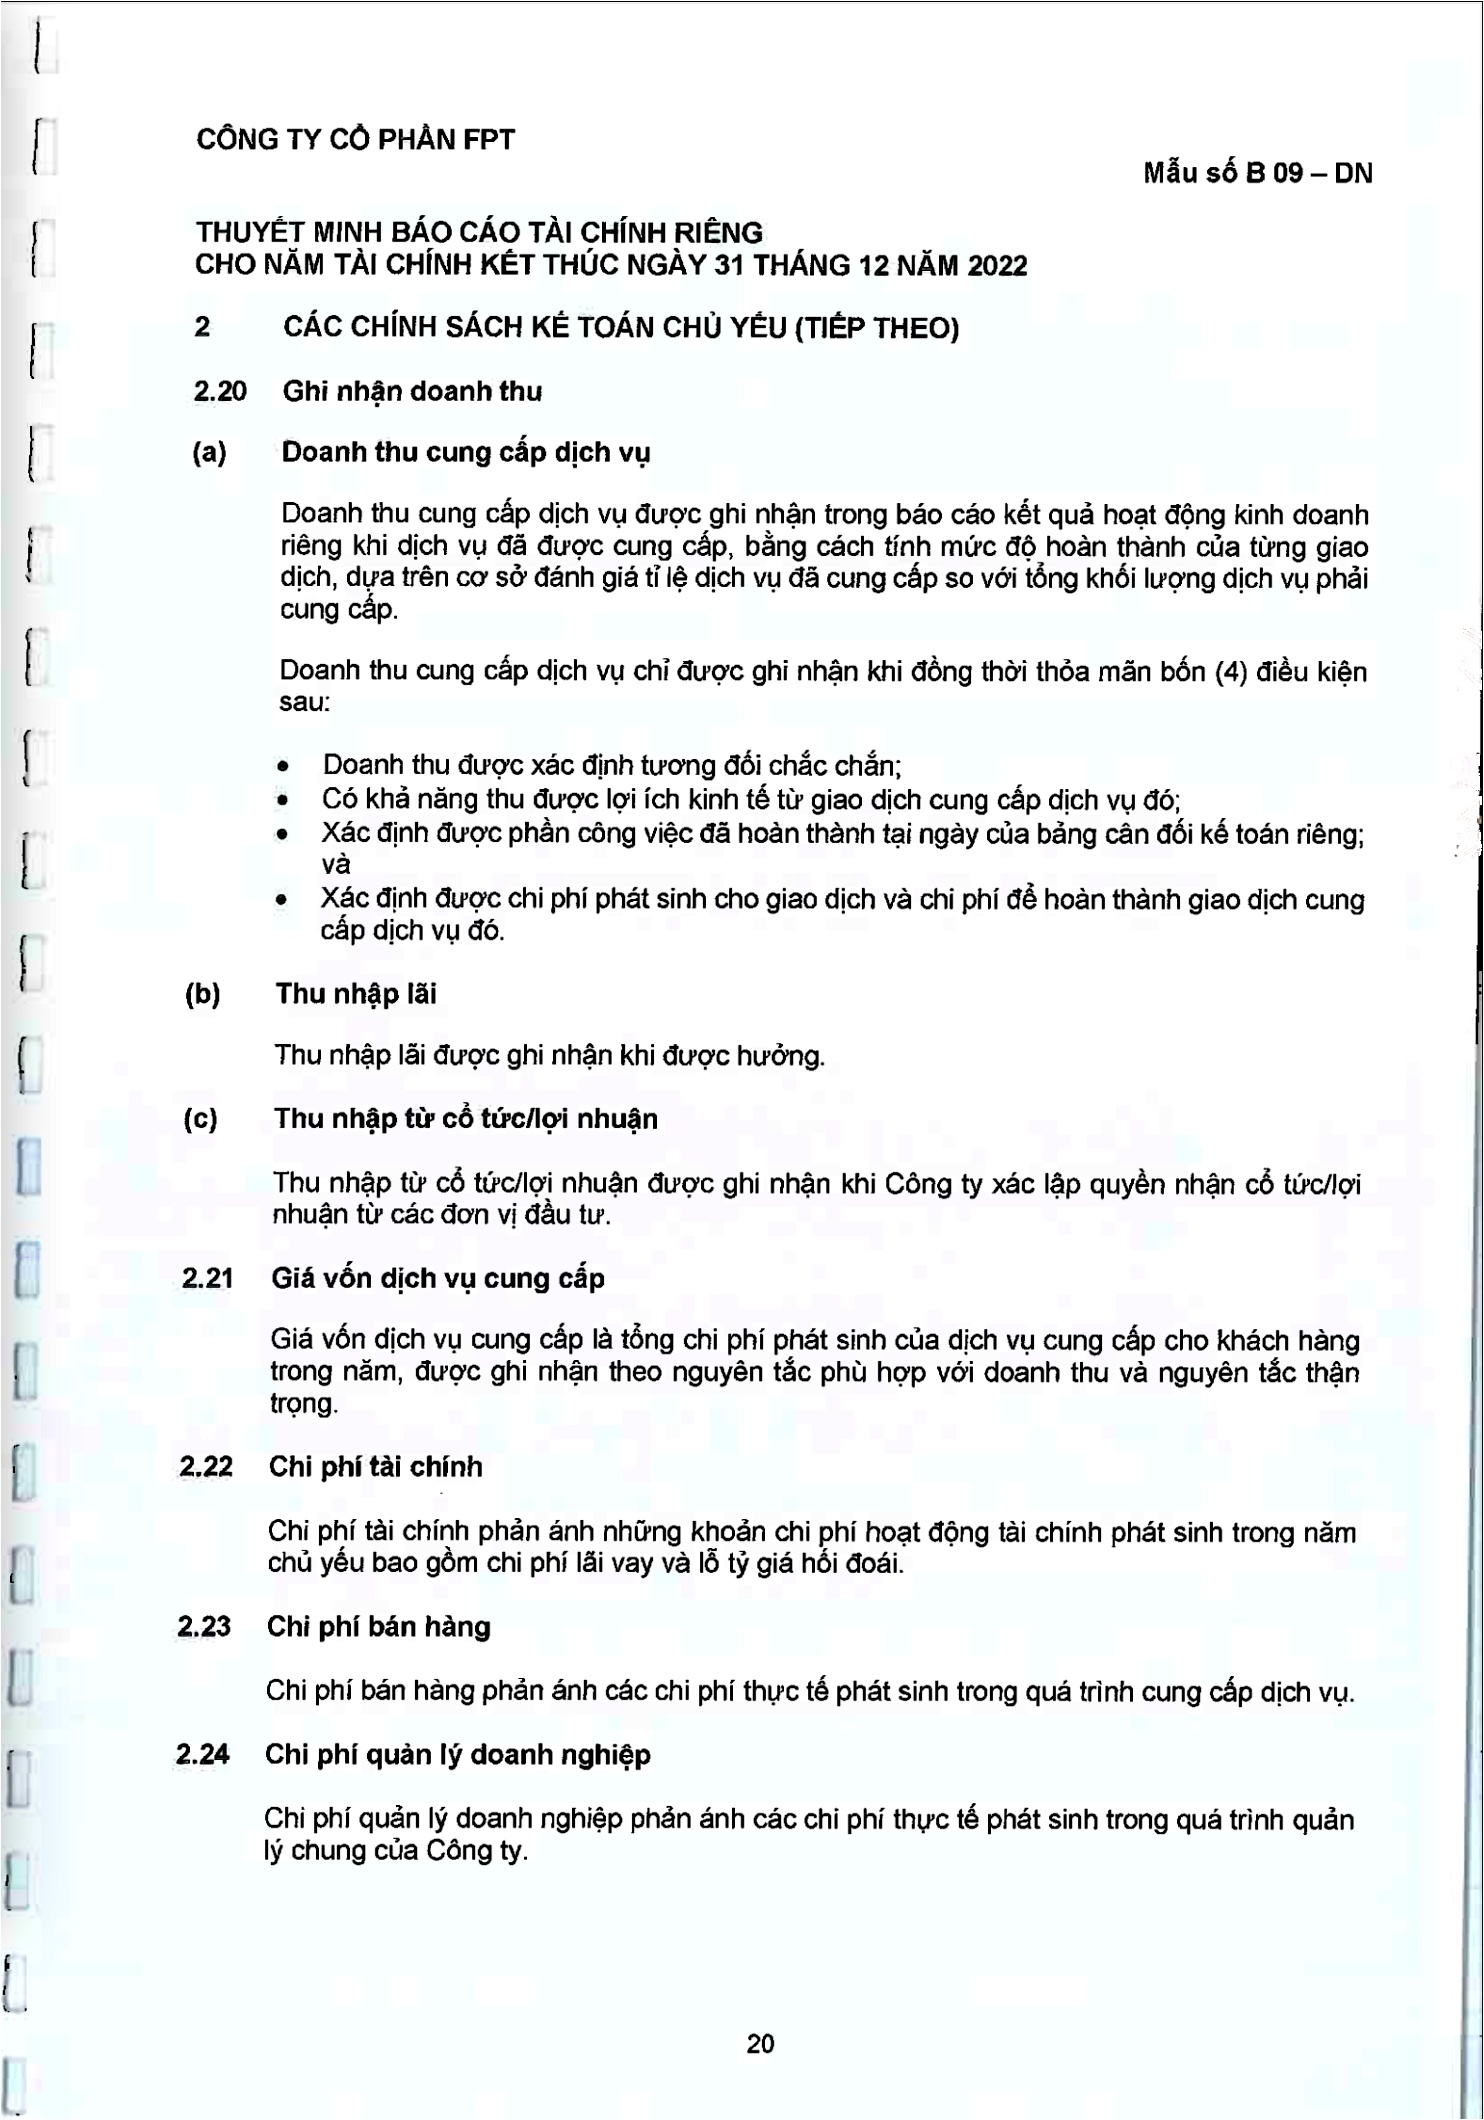 CÔNG TY CỔ PHẦN FPT
Mẫu số B 09 – DN
THUYẾT MINH BÁO CÁO TÀI CHÍNH RIÊNG
CHO NĂM TÀI CHÍNH KẾT THÚC NGÀY 31 THÁNG 12 NĂM 2022
2 CÁC CHÍNH SÁCH KẾ TOÁN CHỦ YẾU (TIẾP THEO)
2.20 Ghi nhận doanh thu
(a) Doanh thu cung cấp dịch vụ
Doanh thu cung cấp dịch vụ được ghi nhận trong báo cáo kết quả hoạt động kinh doanh
riêng khi dịch vụ đã được cung cấp, bằng cách tính mức độ hoàn thành của từng giao
dịch, dựa trên cơ sở đánh giá tỉ lệ dịch vụ đã cung cấp so với tổng khối lượng dịch vụ phải
cung cấp.
Doanh thu cung cấp dịch vụ chỉ được ghi nhận khi đồng thời thỏa mãn bốn (4) điều kiện
sau:
• Doanh thu được xác định tương đối chắc chắn;
• Có khả năng thu được lợi ích kinh tế từ giao dịch cung cấp dịch vụ đó;
• Xác định được phần công việc đã hoàn thành tại ngày của bảng cân đối kế toán riêng;
và
• Xác định được chi phí phát sinh cho giao dịch và chi phí để hoàn thành giao dịch cung
cấp dịch vụ đó.
(b) Thu nhập lãi
Thu nhập lãi được ghi nhận khi được hưởng.
(c) Thu nhập từ cổ tức/lợi nhuận
Thu nhập từ cổ tức/lợi nhuận được ghi nhận khi Công ty xác lập quyền nhận cổ tức/lợi
nhuận từ các đơn vị đầu tư.
2.21 Giá vốn dịch vụ cung cấp
Giá vốn dịch vụ cung cấp là tổng chi phí phát sinh của dịch vụ cung cấp cho khách hàng
trong năm, được ghi nhận theo nguyên tắc phù hợp với doanh thu và nguyên tắc thận
trọng.
2.22 Chi phí tài chính
Chi phí tài chính phản ánh những khoản chi phí hoạt động tài chính phát sinh trong năm
chủ yếu bao gồm chi phí lãi vay và lỗ tỷ giá hối đoái.
2.23 Chi phí bán hàng
Chi phí bán hàng phản ánh các chi phí thực tế phát sinh trong quá trình cung cấp dịch vụ.
2.24 Chi phí quản lý doanh nghiệp
Chi phí quản lý doanh nghiệp phản ánh các chi phí thực tế phát sinh trong quá trình quản
lý chung của Công ty.
20